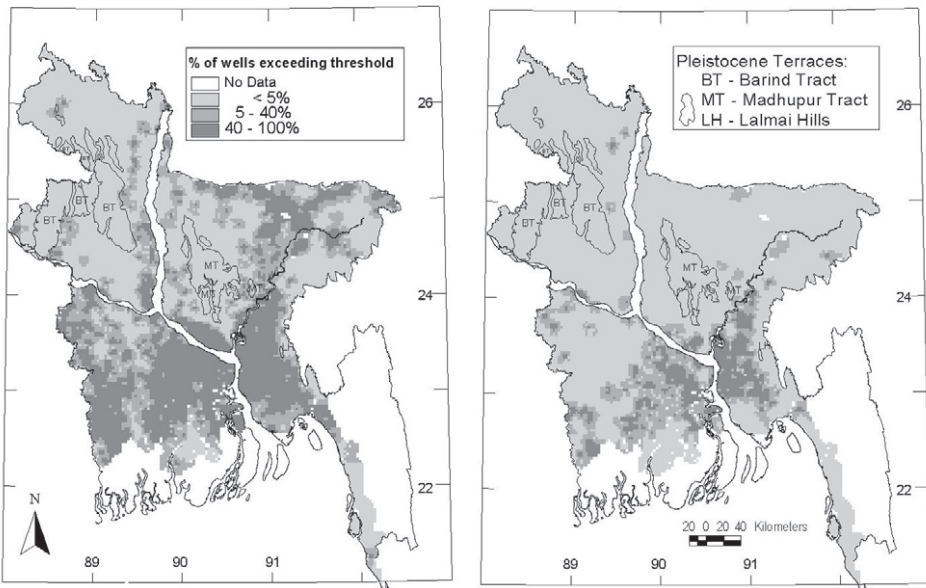 % of wells exceeding threshold
No Data
< 5%
5 - 40%
40 - 100%
Pleistocene Terraces:
BT - Barind Tract
MT - Madhupur Tract
LH - Lalmai Hills
26
26
BT
BT
BT
BT
BT
BT
MT
MT
MT
MT
24
24
22
22
N
20 0 20 40 Kilometers
89
90
91
89
90
91